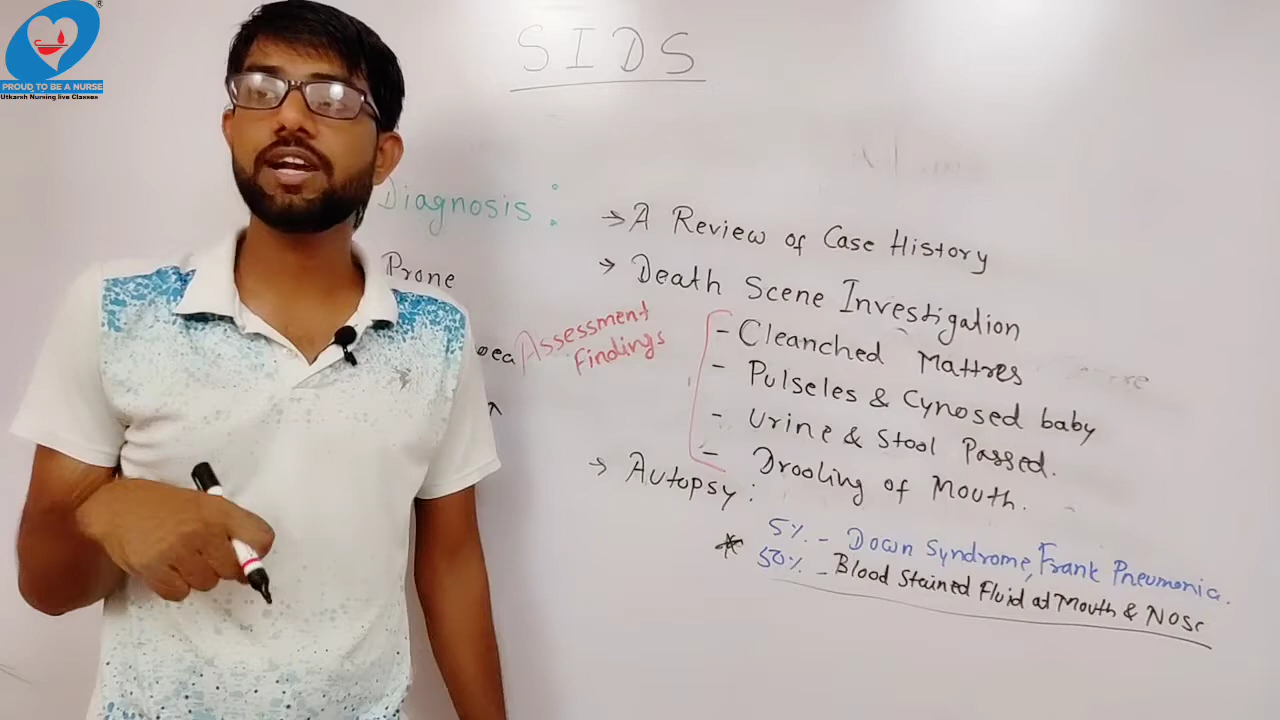 ®
PROUD TO BE A NURSE
Utkarsh Nursing live Classes
SIDS
Diagnosis :
→ A Review of Case History
Prone
→ Death Scene Investigation
Assessment
Findings
- Cleanched Mattres
- Pulseles & Cynosed baby
- Urine & Stool Passed.
- Drooling of Mouth.
→ Autopsy :
5%. - Down Syndrome, Frank Pneumonia.
* 50%. - Blood Stained Fluid at Mouth & Nose